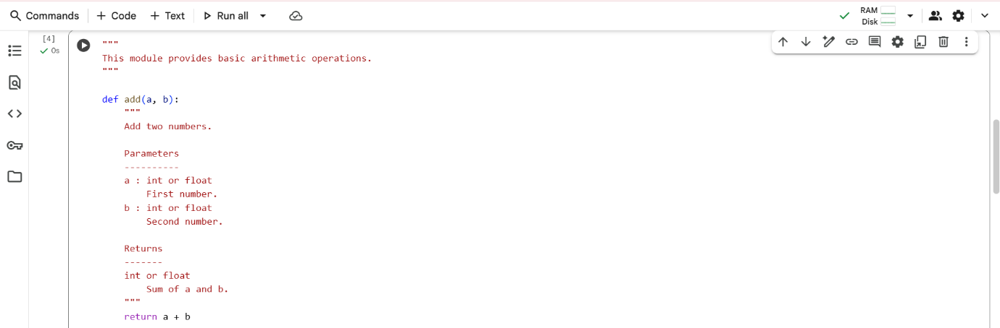 Commands + Code + Text Run all
RAM
Disk
[4]
0s
"""
This module provides basic arithmetic operations.
"""

def add(a, b):
    """
    Add two numbers.

    Parameters
    ----------
    a : int or float
        First number.
    b : int or float
        Second number.

    Returns
    -------
    int or float
        Sum of a and b.
    """
    return a + b